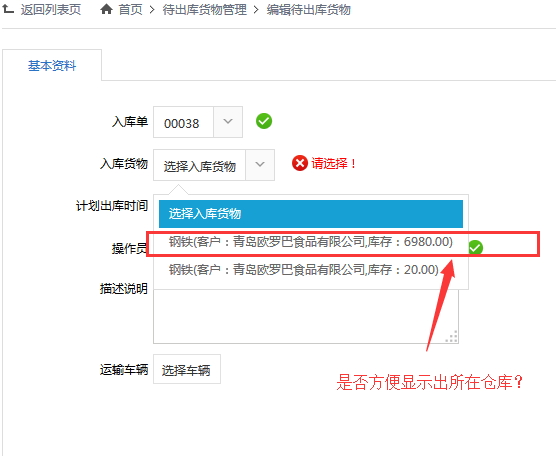 返回列表页 首页 > 待出库货物管理 > 编辑待出库货物
基本资料
入库单 00038
入库货物 选择入库货物 请选择！
计划出库时间
选择入库货物
操作员 钢铁(客户：青岛欧罗巴食品有限公司,库存：6980.00)
钢铁(客户：青岛欧罗巴食品有限公司,库存：20.00)
描述说明
运输车辆 选择车辆
是否方便显示出所在仓库？